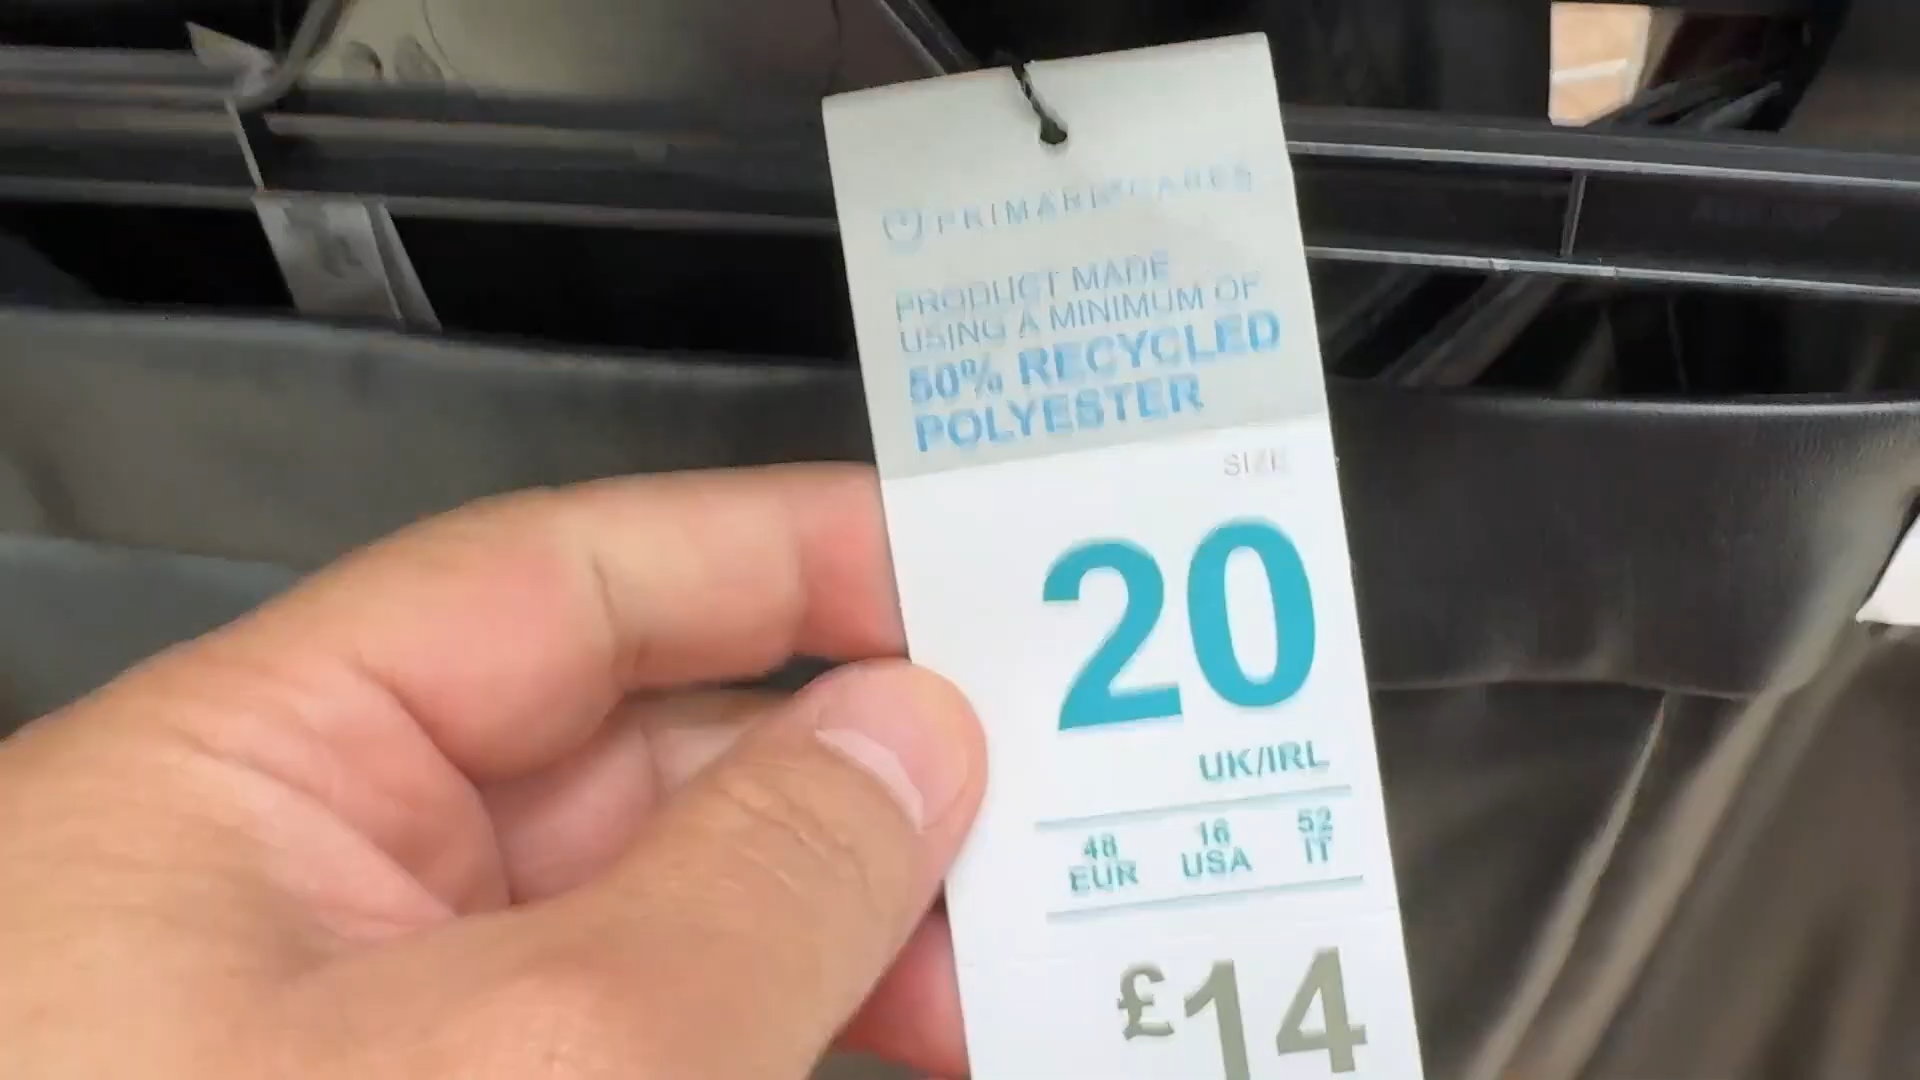 PRIMARK CARES
PRODUCT MADE
USING A MINIMUM OF
50% RECYCLED
POLYESTER
SIZE
20
UK/IRL
48 16 52
EUR USA IT
£14